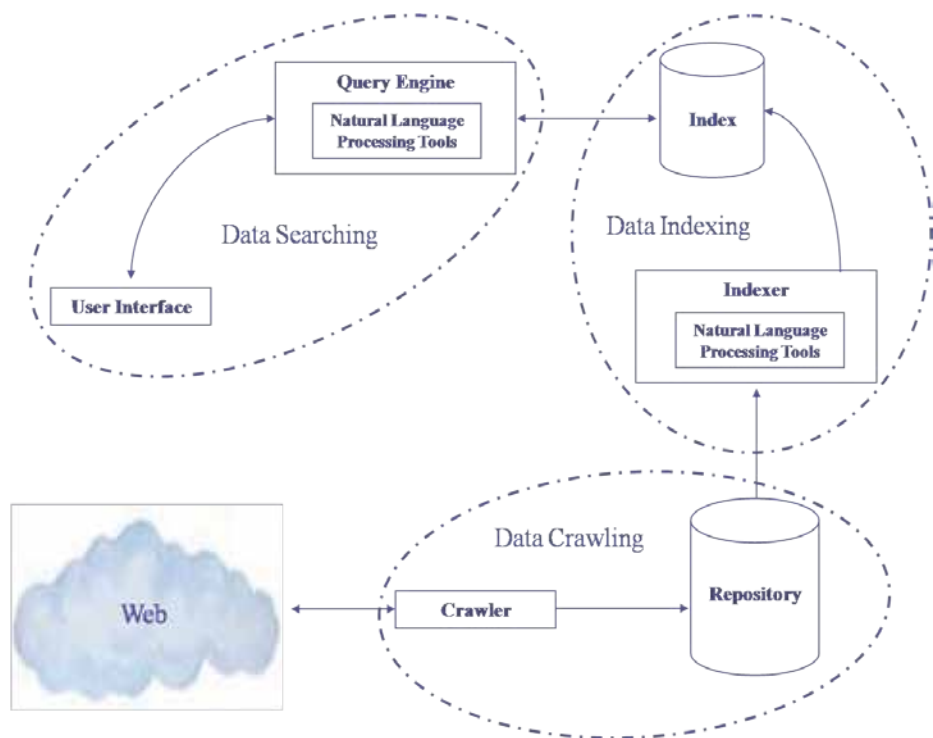 Query Engine
Natural Language
Processing Tools
Index
Data Searching
Data Indexing
User Interface
Indexer
Natural Language
Processing Tools
Data Crawling
Web
Crawler
Repository